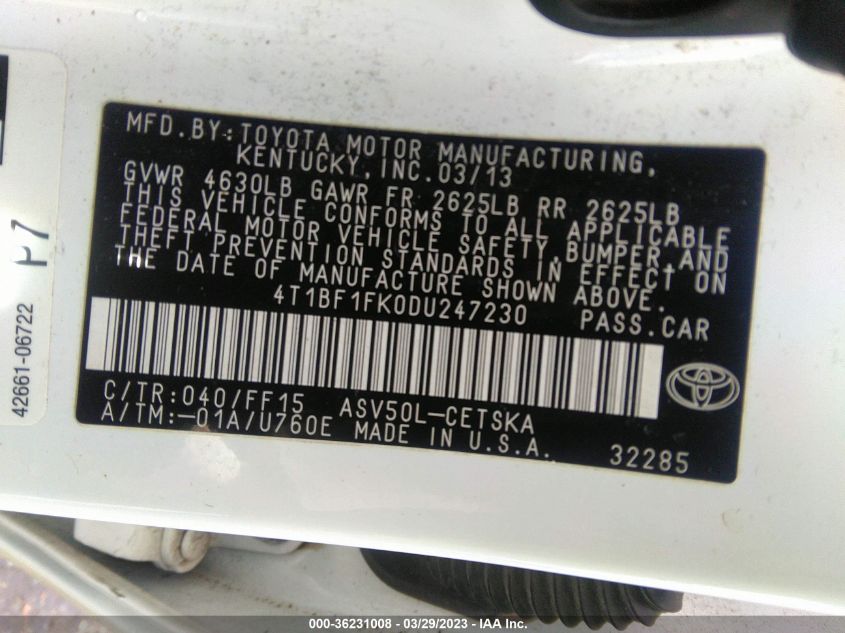 MFD.BY:TOYOTA MOTOR MANUFACTURING,
KENTUCKY,INC.03/13
GVWR 4630LB GAWR FR 2625LB RR 2625LB
THIS VEHICLE CONFORMS TO ALL APPLICABLE
FEDERAL MOTOR VEHICLE SAFETY,BUMPER,AND
THEFT PREVENTION STANDARDS IN EFFECT ON
THE DATE OF MANUFACTURE SHOWN ABOVE.
4T1BF1FK0DU247230 PASS.CAR
C/TR:040/FF15 ASV50L-CETSKA
A/TM:-01A/U760E MADE IN U.S.A. 32285
42661-06722
P7
000-36231008 - 03/29/2023 - IAA Inc.